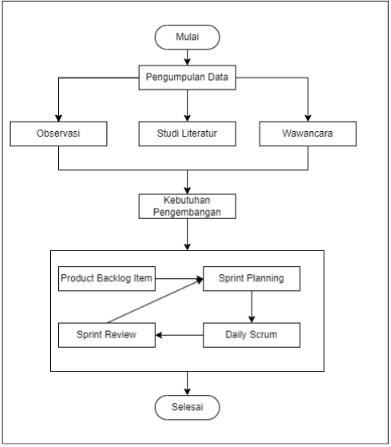 Mulai
Pengumpulan Data
Observasi
Studi Literatur
Wawancara
Kebutuhan
Pengembangan
Product Backlog Item
Sprint Planning
Sprint Review
Daily Scrum
Selesai